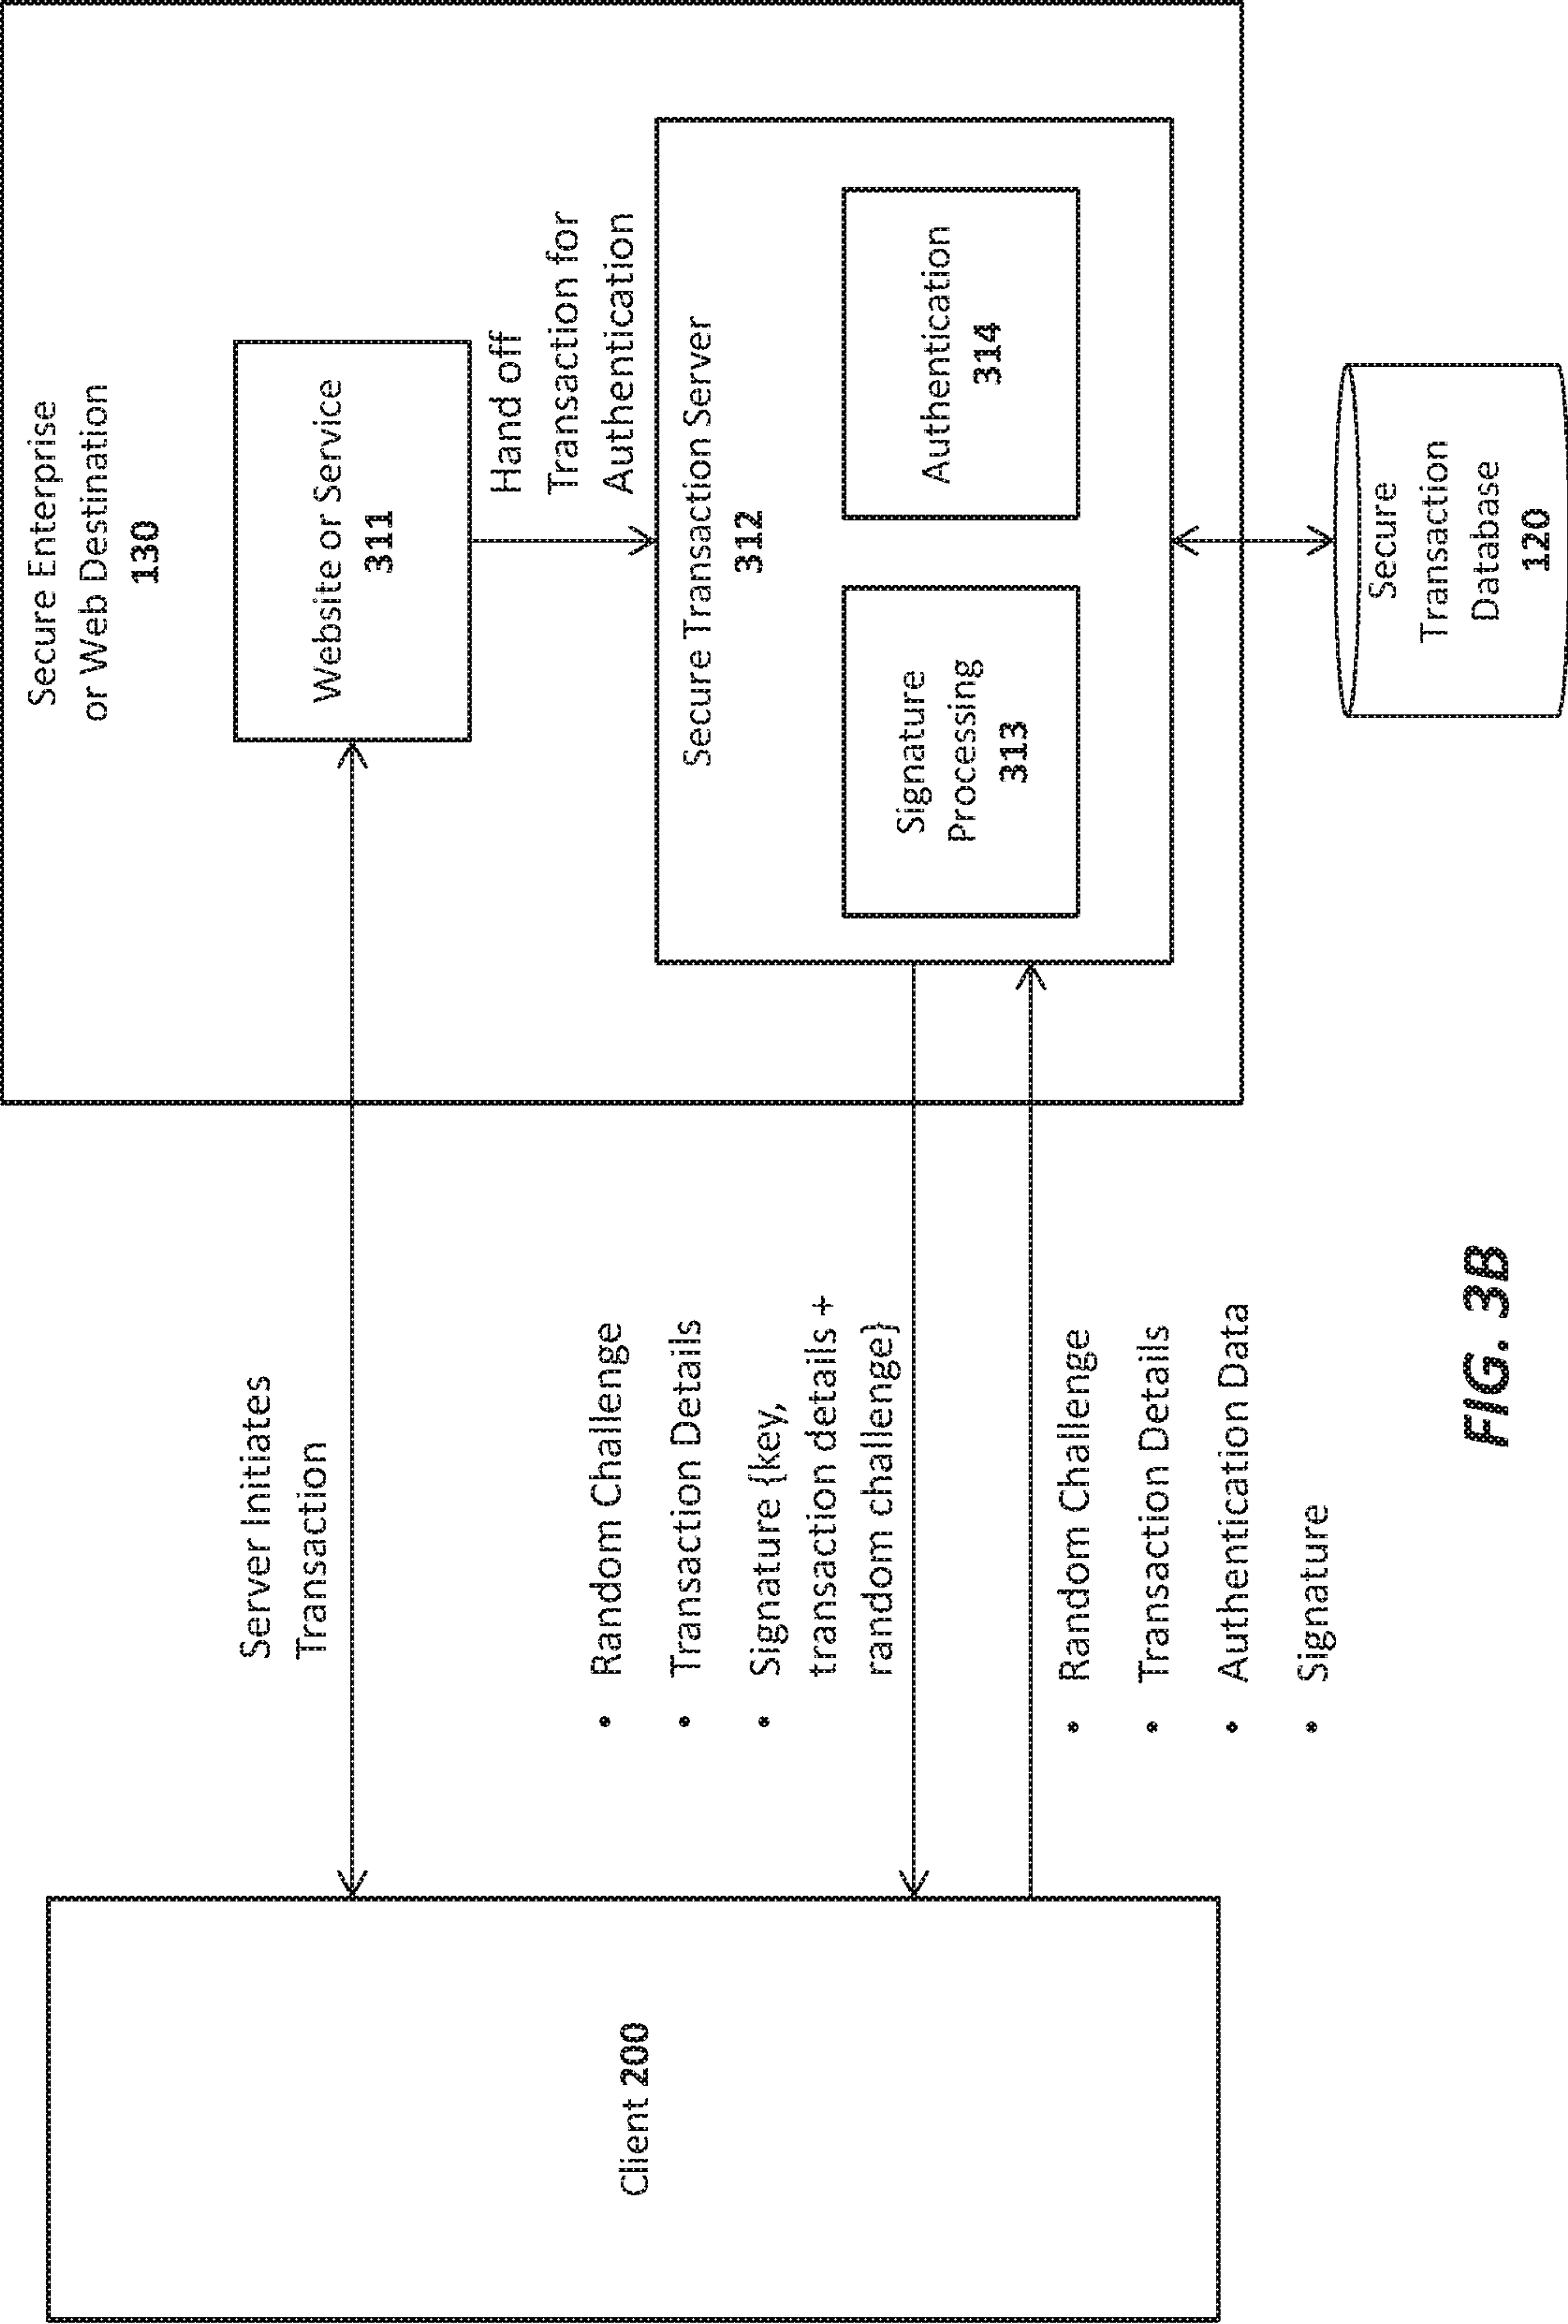 Secure Enterprise
or Web Destination
130
Website or Service
311
Server Initiates
Transaction
Hand off
Transaction for
Authentication
Secure Transaction Server
312
Signature
Processing
313
Authentication
314
Client 200
• Random Challenge
• Transaction Details
• Signature {key,
transaction details +
random challenge}
• Random Challenge
• Transaction Details
• Authentication Data
• Signature
Secure
Transaction
Database
120
FIG. 3B